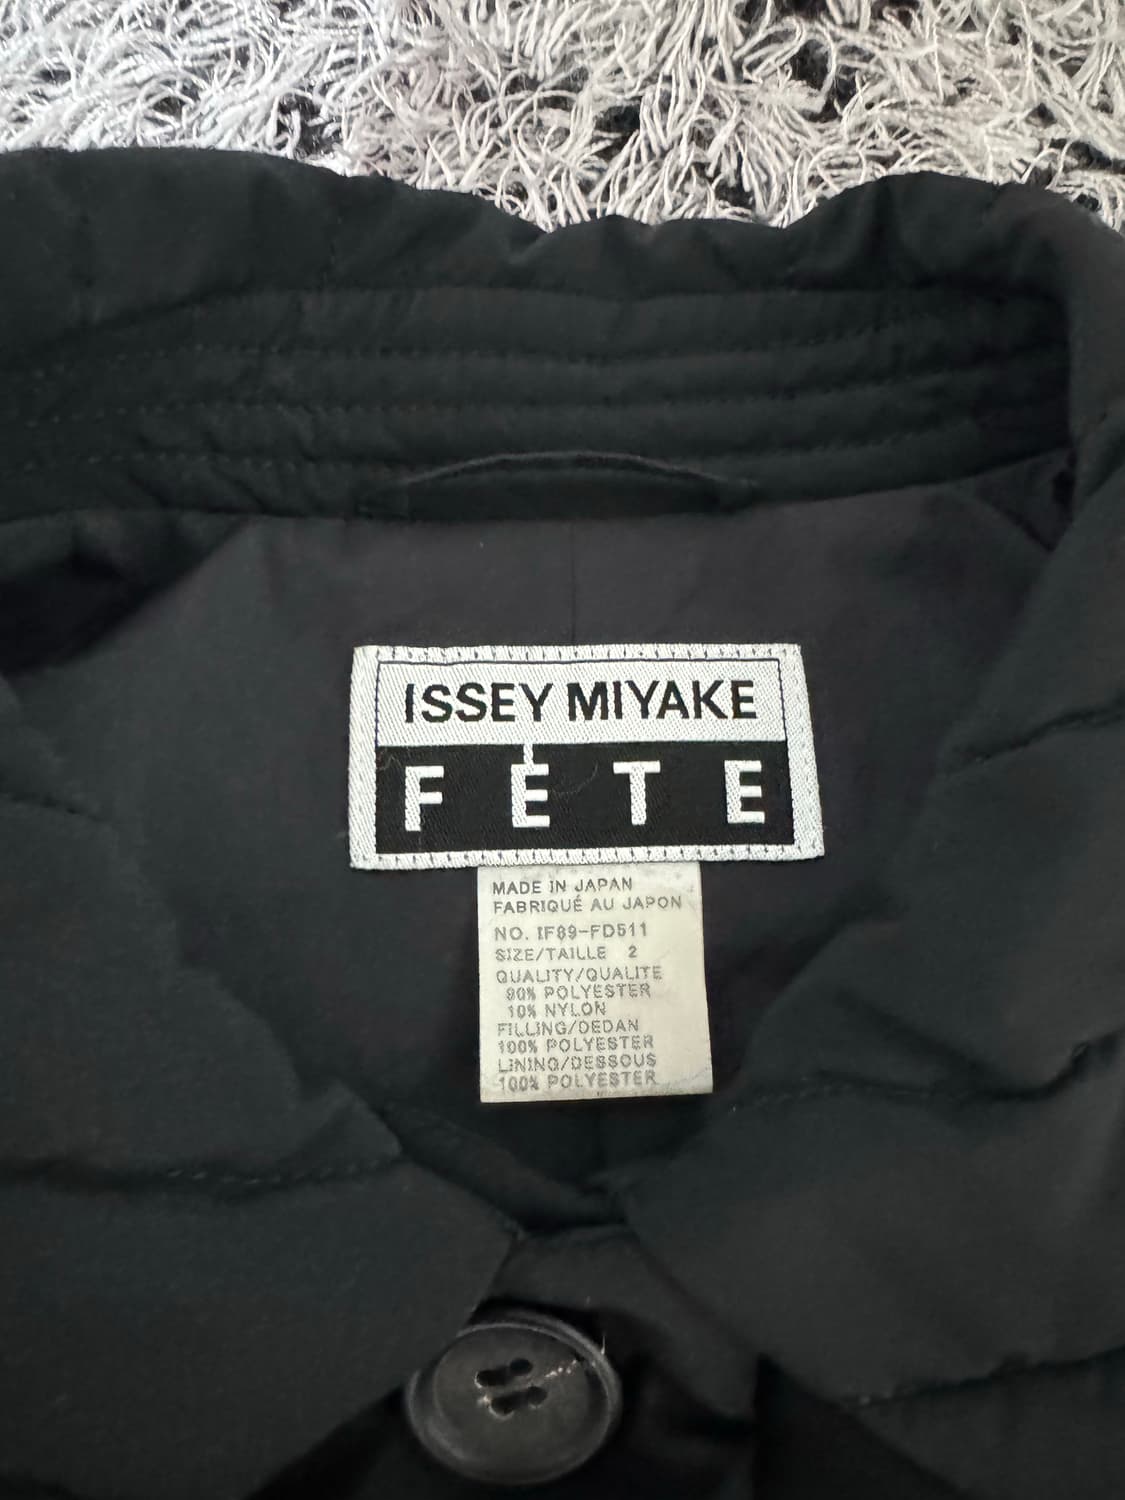 ISSEY MIYAKE
FÉTE
MADE IN JAPAN
FABRIQUÉ AU JAPON
NO. IF89-FD511
SIZE/TAILLE 2
QUALITY/QUALITE
90% POLYESTER
10% NYLON
FILLING/DEDAN
100% POLYESTER
LINING/DESSOUS
100% POLYESTER